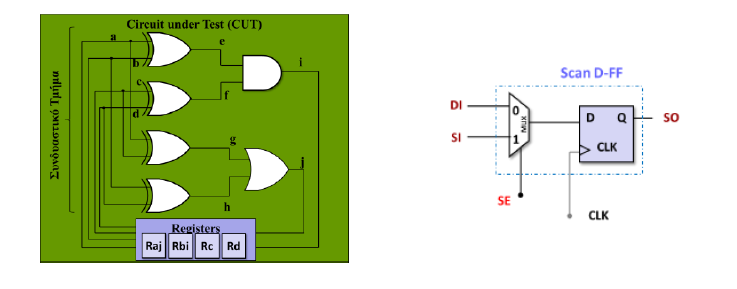 Circuit under Test (CUT)
Συνδυαστικό Τμήμα
a
b
c
d
e
f
g
h
i
j
Registers
Raj Rbi Rc Rd
Scan D-FF
DI
SI
0
1
MUX
D Q
CLK
SO
SE
CLK